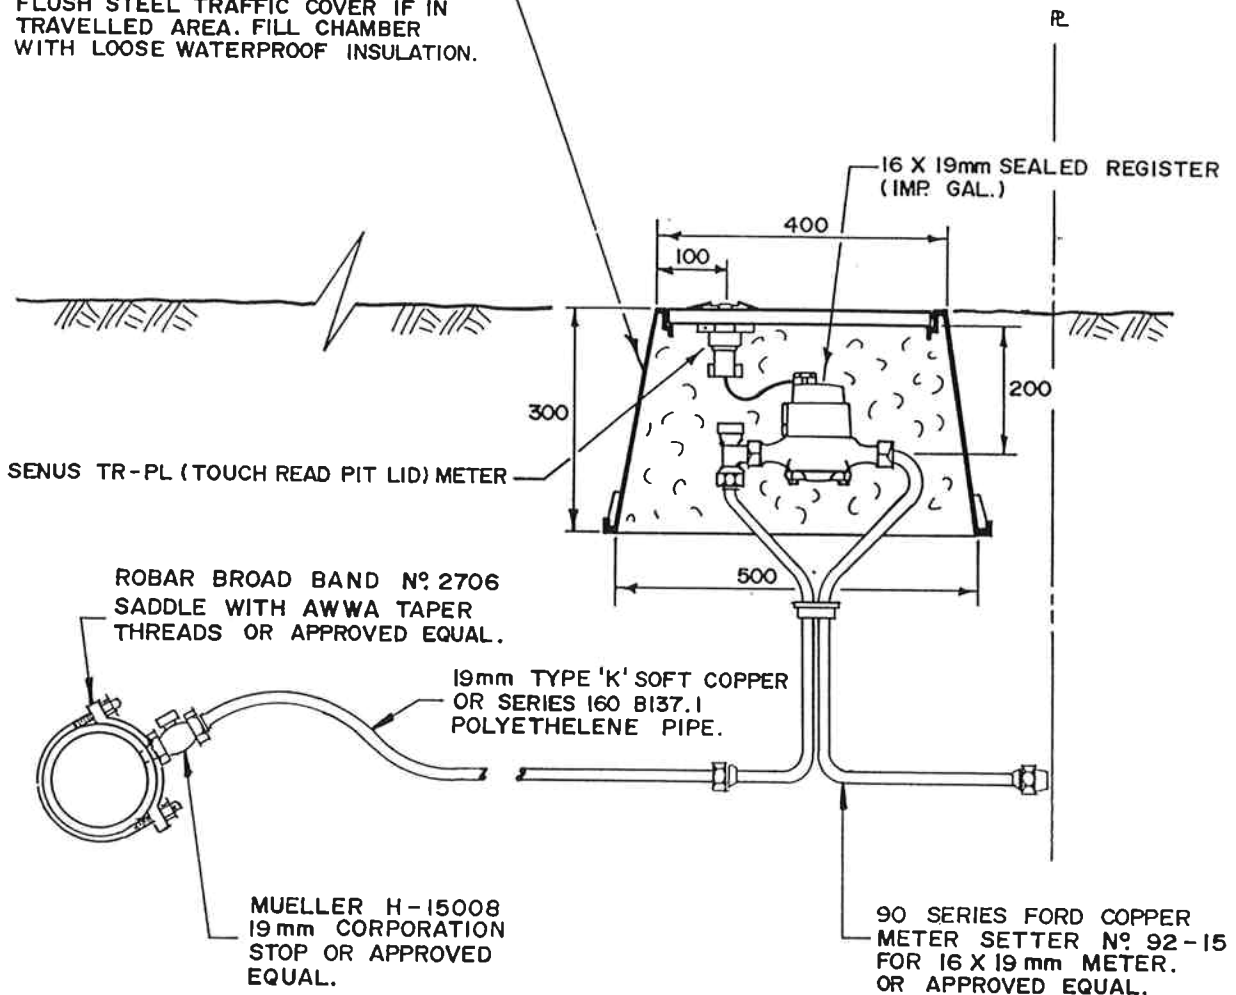 FLUSH STEEL TRAFFIC COVER IF IN
TRAVELLED AREA. FILL CHAMBER
WITH LOOSE WATERPROOF INSULATION.
PL
16 X 19mm SEALED REGISTER
(IMP. GAL.)
400
100
300
200
SENUS TR-PL (TOUCH READ PIT LID) METER
500
ROBAR BROAD BAND Nº 2706
SADDLE WITH AWWA TAPER
THREADS OR APPROVED EQUAL.
19mm TYPE 'K' SOFT COPPER
OR SERIES 160 B137.1
POLYETHELENE PIPE.
MUELLER H-15008
19mm CORPORATION
STOP OR APPROVED
EQUAL.
90 SERIES FORD COPPER
METER SETTER Nº 92-15
FOR 16 X 19mm METER.
OR APPROVED EQUAL.